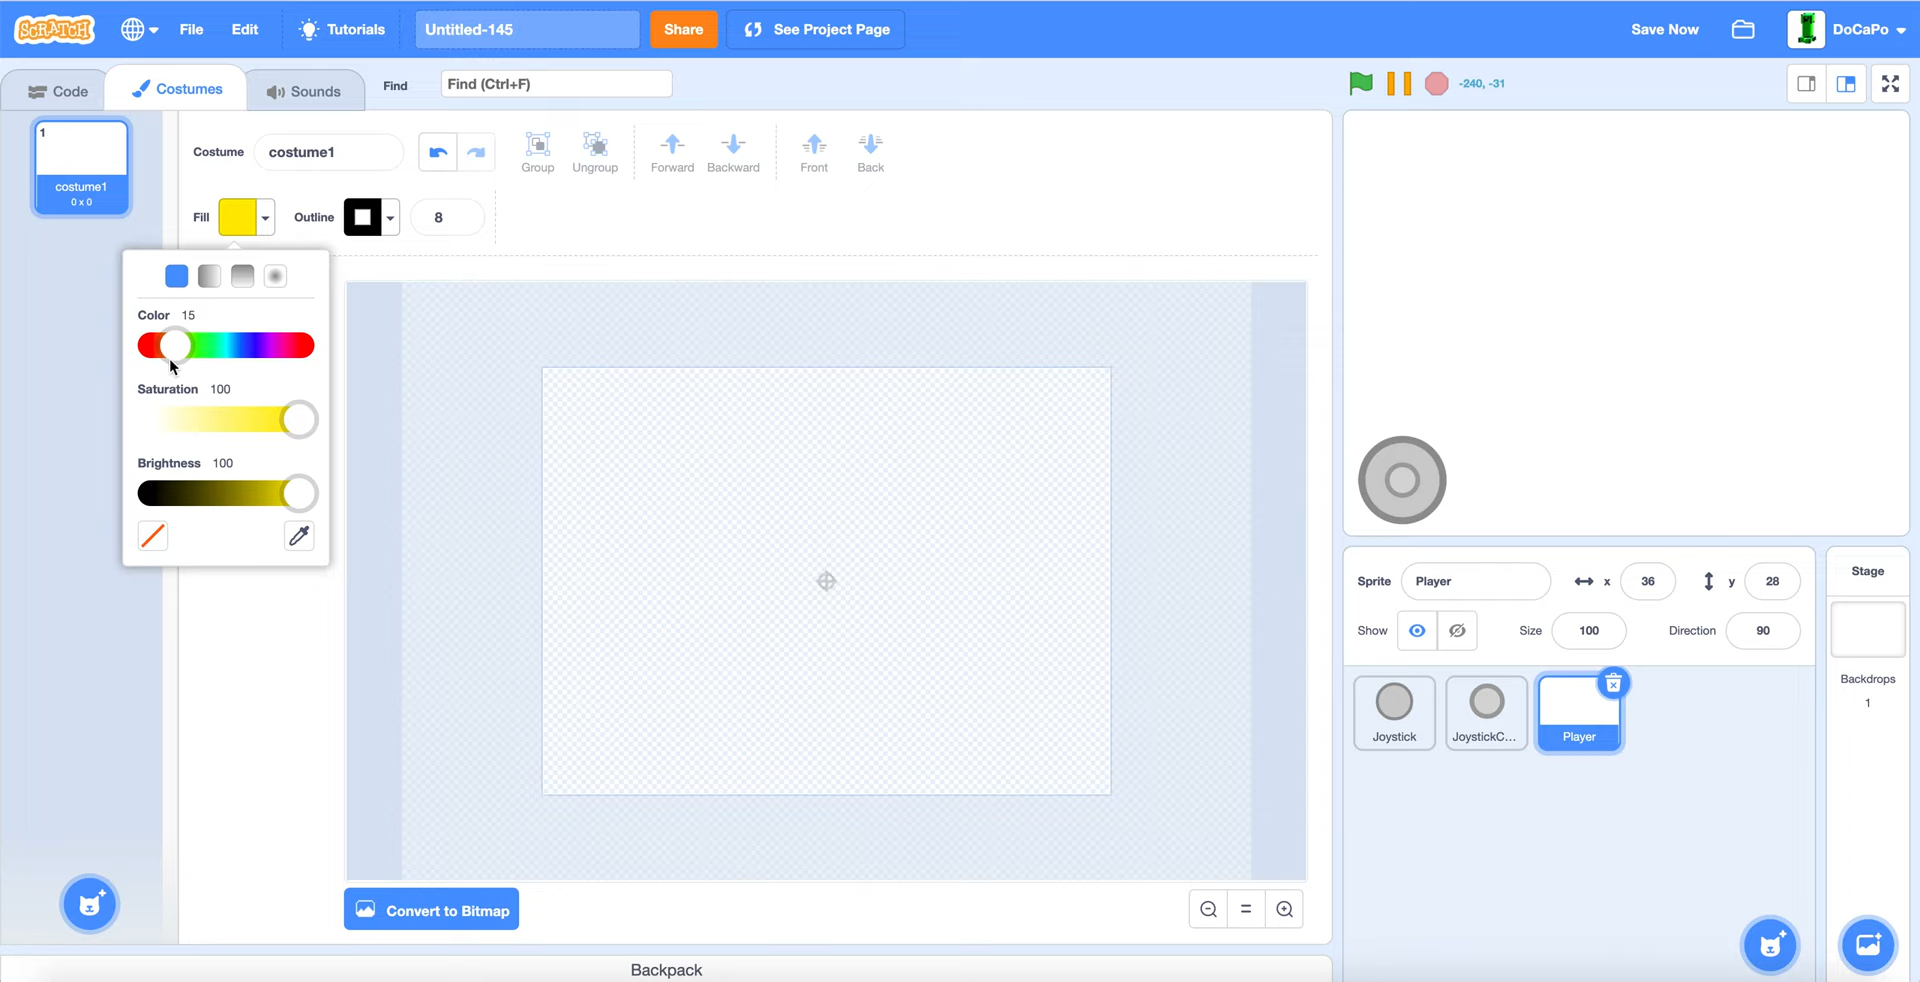 SCRATCH File Edit Tutorials Untitled-145 Share See Project Page Save Now DoCaPo
Code Costumes Sounds Find Find (Ctrl+F) -240, -31
1
costume1
0 x 0
Costume costume1 Group Ungroup Forward Backward Front Back
Fill Outline 8
Color 15
Saturation 100
Brightness 100
Convert to Bitmap
Backpack
Sprite Player x 36 y 28
Show Size 100 Direction 90
Joystick JoystickC... Player
Stage
Backdrops
1